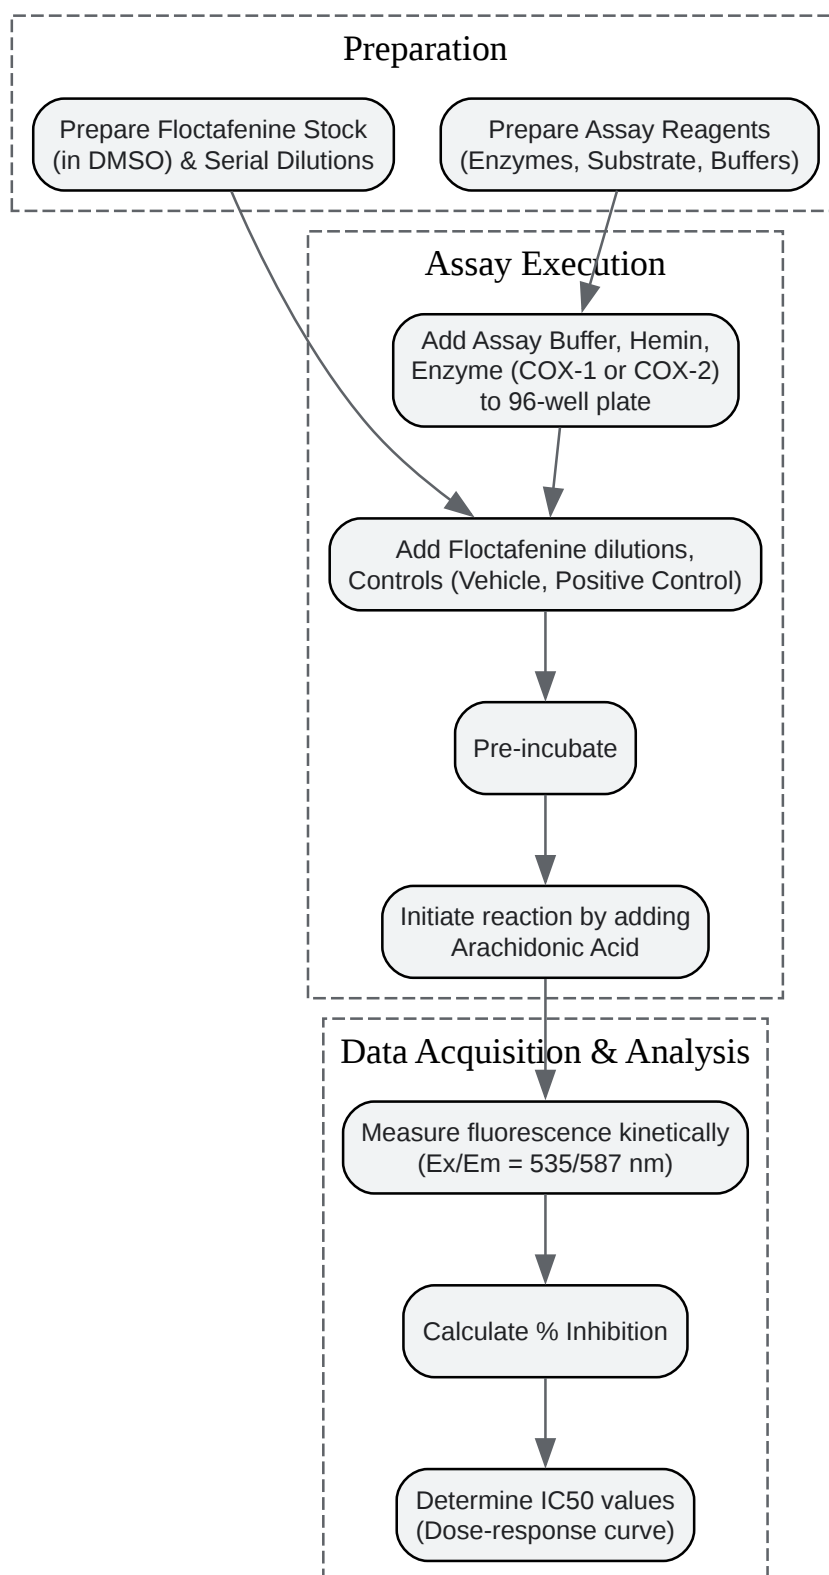 Preparation
Prepare Floctafenine Stock
(in DMSO) & Serial Dilutions
Prepare Assay Reagents
(Enzymes, Substrate, Buffers)
Assay Execution
Add Assay Buffer, Hemin,
Enzyme (COX-1 or COX-2)
to 96-well plate
Add Floctafenine dilutions,
Controls (Vehicle, Positive Control)
Pre-incubate
Initiate reaction by adding
Arachidonic Acid
Data Acquisition & Analysis
Measure fluorescence kinetically
(Ex/Em = 535/587 nm)
Calculate % Inhibition
Determine IC50 values
(Dose-response curve)